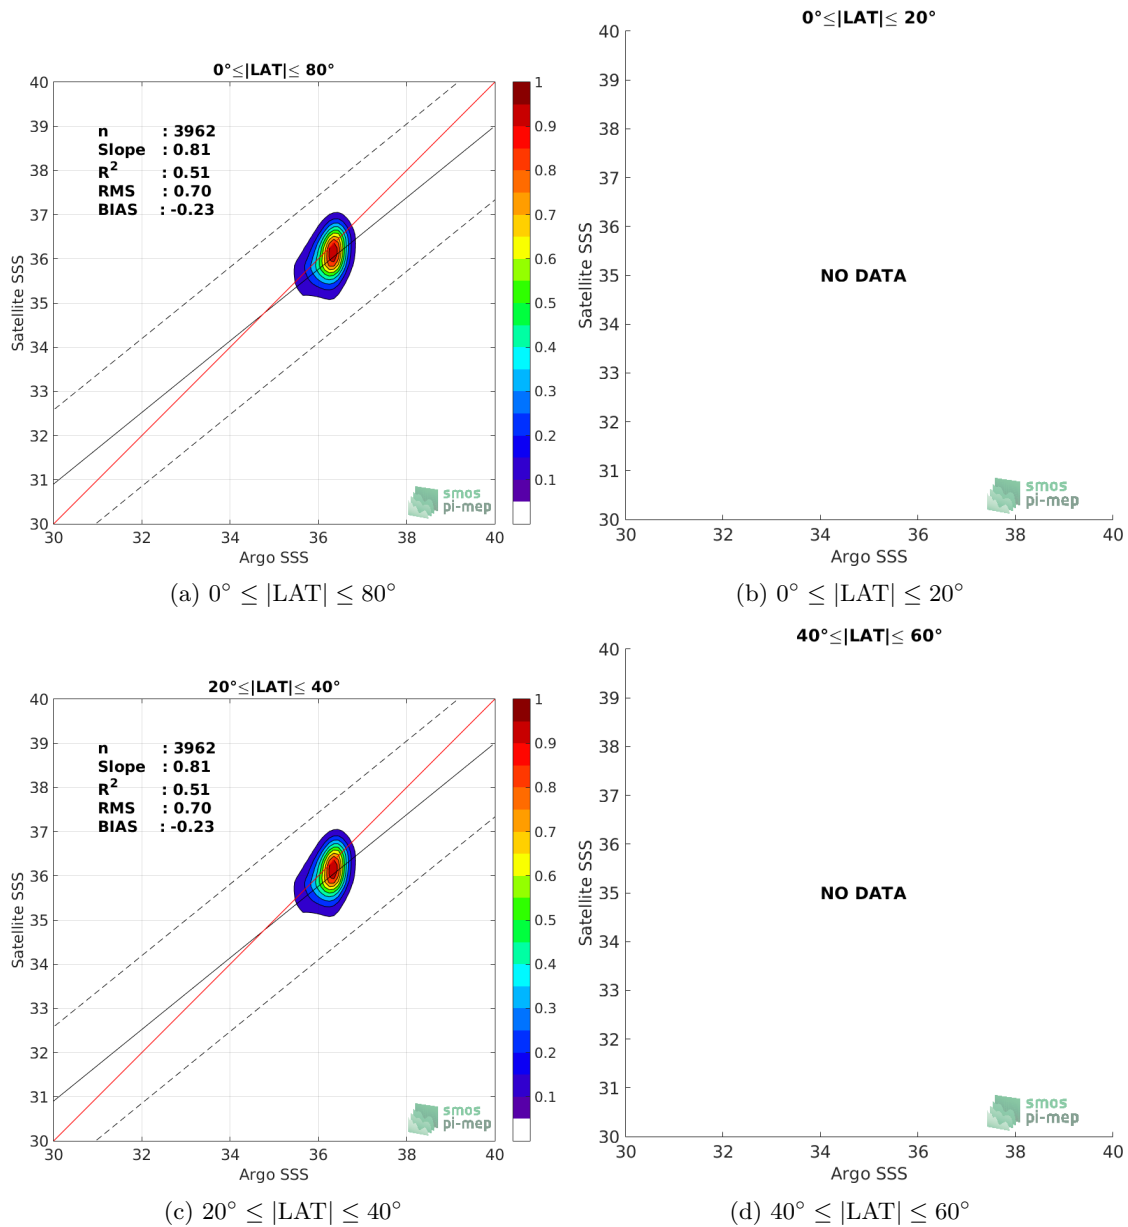 0°≤|LAT|≤ 80°
40
39
38
37
36
35
34
33
32
31
30
Satellite SSS
n : 3962
Slope : 0.81
R² : 0.51
RMS : 0.70
BIAS : -0.23
smos
pi-mep
30 32 34 36 38 40
Argo SSS
1
0.9
0.8
0.7
0.6
0.5
0.4
0.3
0.2
0.1
(a) 0° ≤ |LAT| ≤ 80°
0°≤|LAT|≤ 20°
40
39
38
37
36
35
34
33
32
31
30
Satellite SSS
NO DATA
smos
pi-mep
30 32 34 36 38 40
Argo SSS
(b) 0° ≤ |LAT| ≤ 20°
20°≤|LAT|≤ 40°
40
39
38
37
36
35
34
33
32
31
30
Satellite SSS
n : 3962
Slope : 0.81
R² : 0.51
RMS : 0.70
BIAS : -0.23
smos
pi-mep
30 32 34 36 38 40
Argo SSS
1
0.9
0.8
0.7
0.6
0.5
0.4
0.3
0.2
0.1
(c) 20° ≤ |LAT| ≤ 40°
40°≤|LAT|≤ 60°
40
39
38
37
36
35
34
33
32
31
30
Satellite SSS
NO DATA
smos
pi-mep
30 32 34 36 38 40
Argo SSS
(d) 40° ≤ |LAT| ≤ 60°